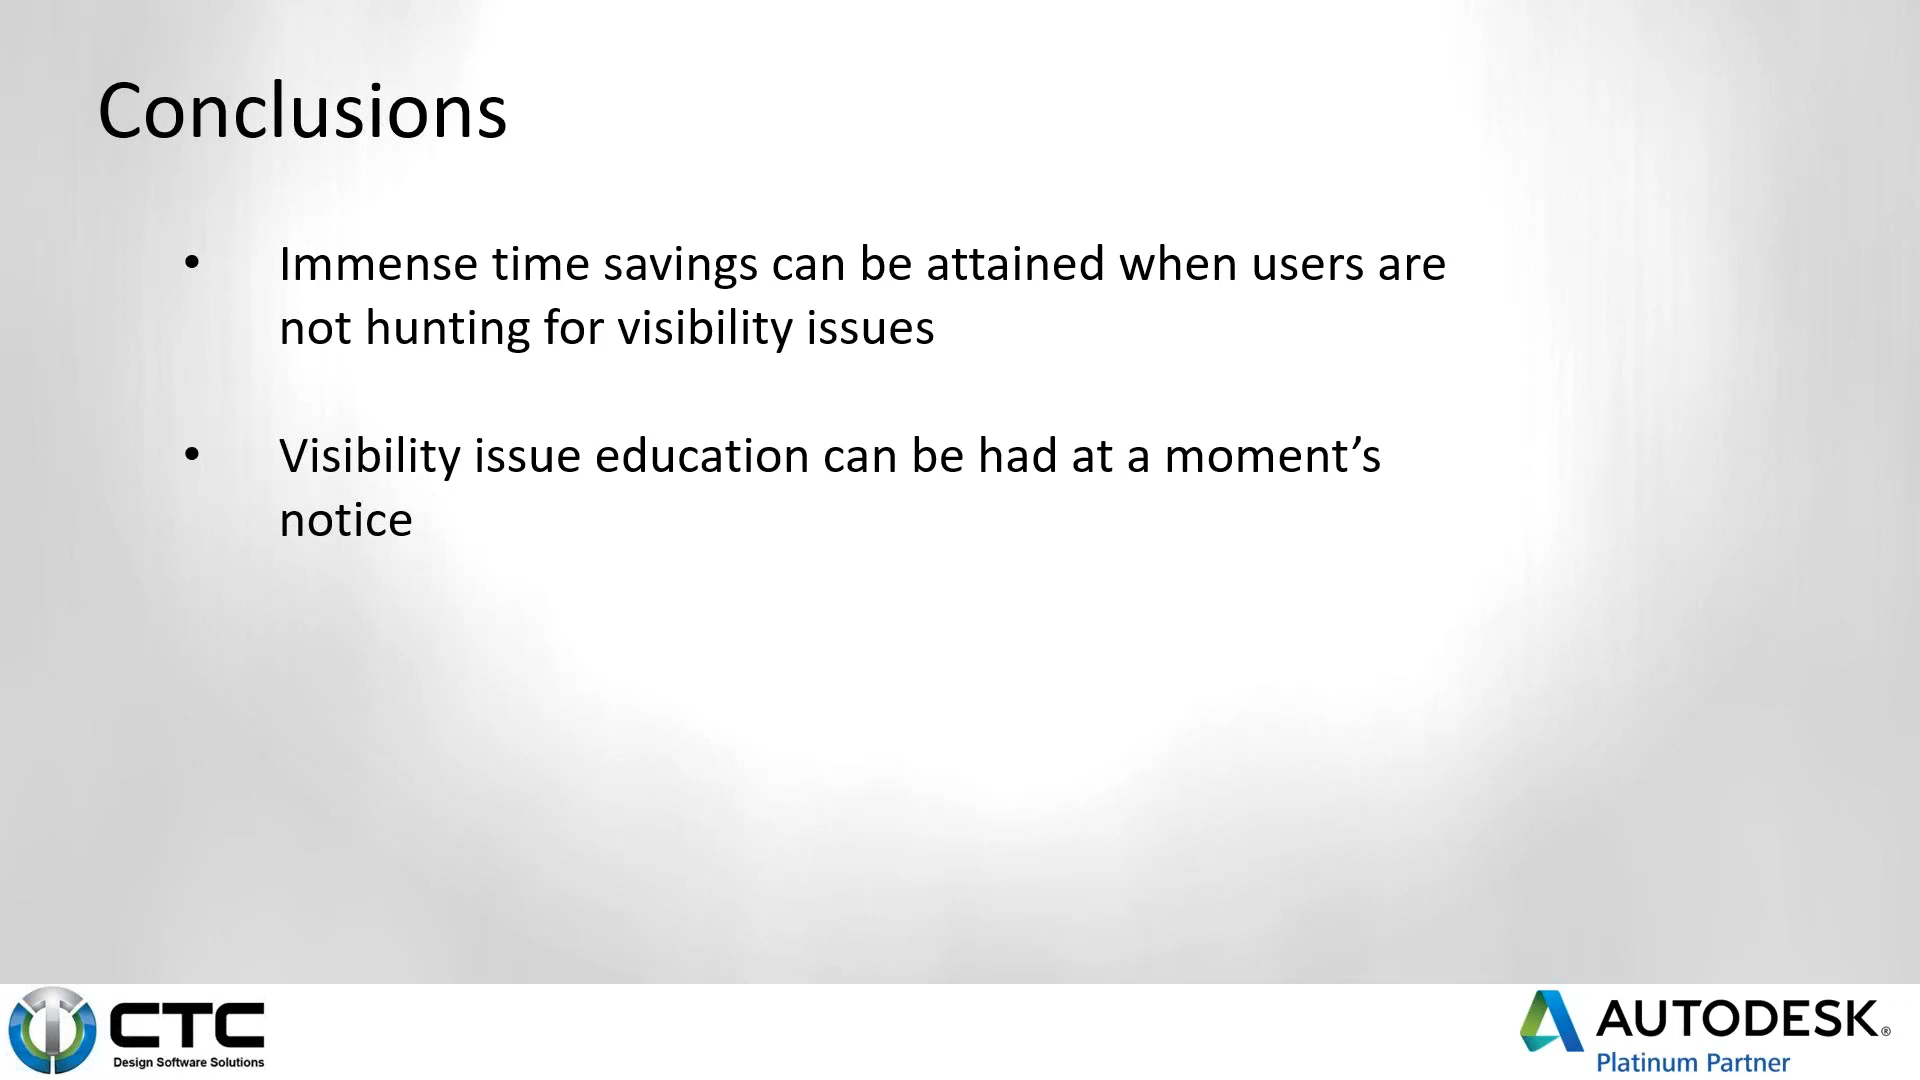 Conclusions
• Immense time savings can be attained when users are
not hunting for visibility issues
• Visibility issue education can be had at a moment’s
notice
CTC
Design Software Solutions
AUTODESK®
Platinum Partner